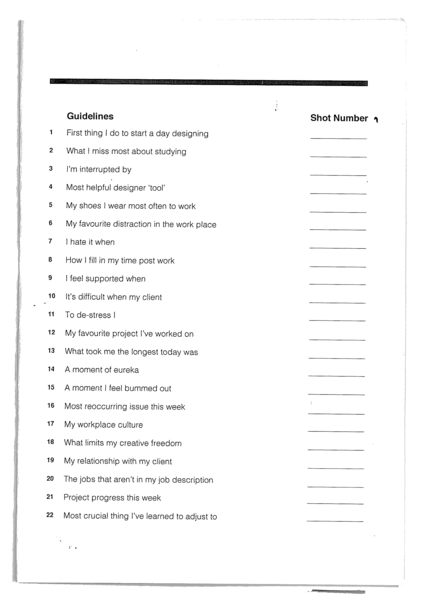 Guidelines Shot Number
1 First thing I do to start a day designing
2 What I miss most about studying
3 I'm interrupted by
4 Most helpful designer 'tool'
5 My shoes I wear most often to work
6 My favourite distraction in the work place
7 I hate it when
8 How I fill in my time post work
9 I feel supported when
10 It's difficult when my client
11 To de-stress I
12 My favourite project I've worked on
13 What took me the longest today was
14 A moment of eureka
15 A moment I feel bummed out
16 Most reoccurring issue this week
17 My workplace culture
18 What limits my creative freedom
19 My relationship with my client
20 The jobs that aren't in my job description
21 Project progress this week
22 Most crucial thing I've learned to adjust to